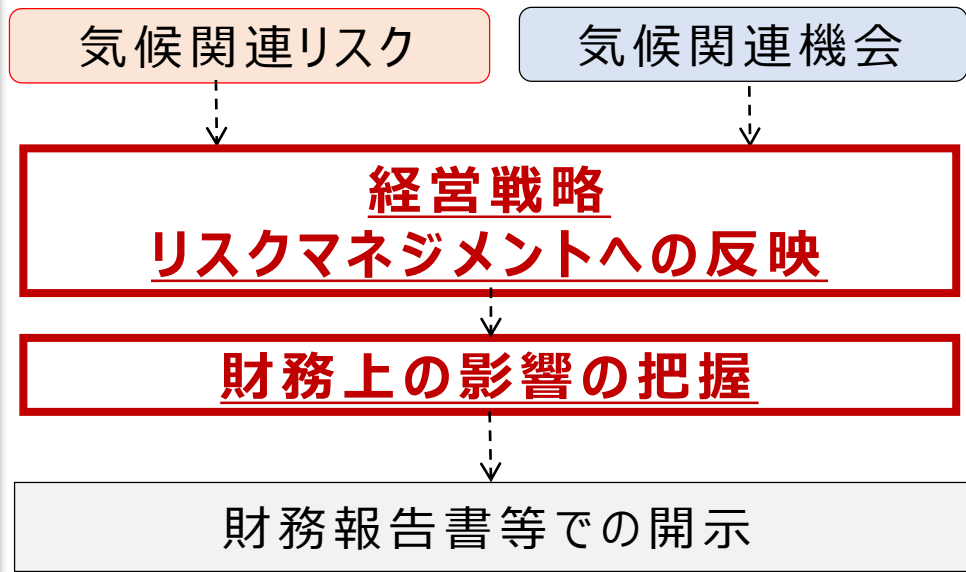 気候関連リスク
気候関連機会
経営戦略
リスクマネジメントへの反映
財務上の影響の把握
財務報告書等での開示